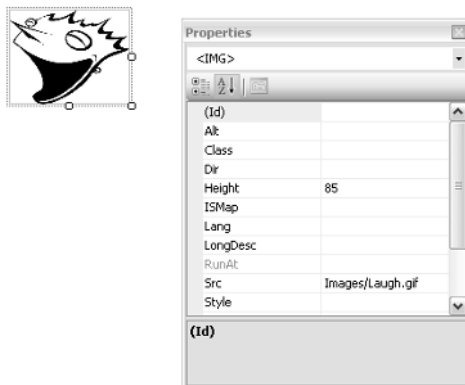 Properties
<IMG>
(Id)
Alt
Class
Dir
Height 85
ISMap
Lang
LongDesc
RunAt
Src Images/Laugh.gif
Style
(Id)